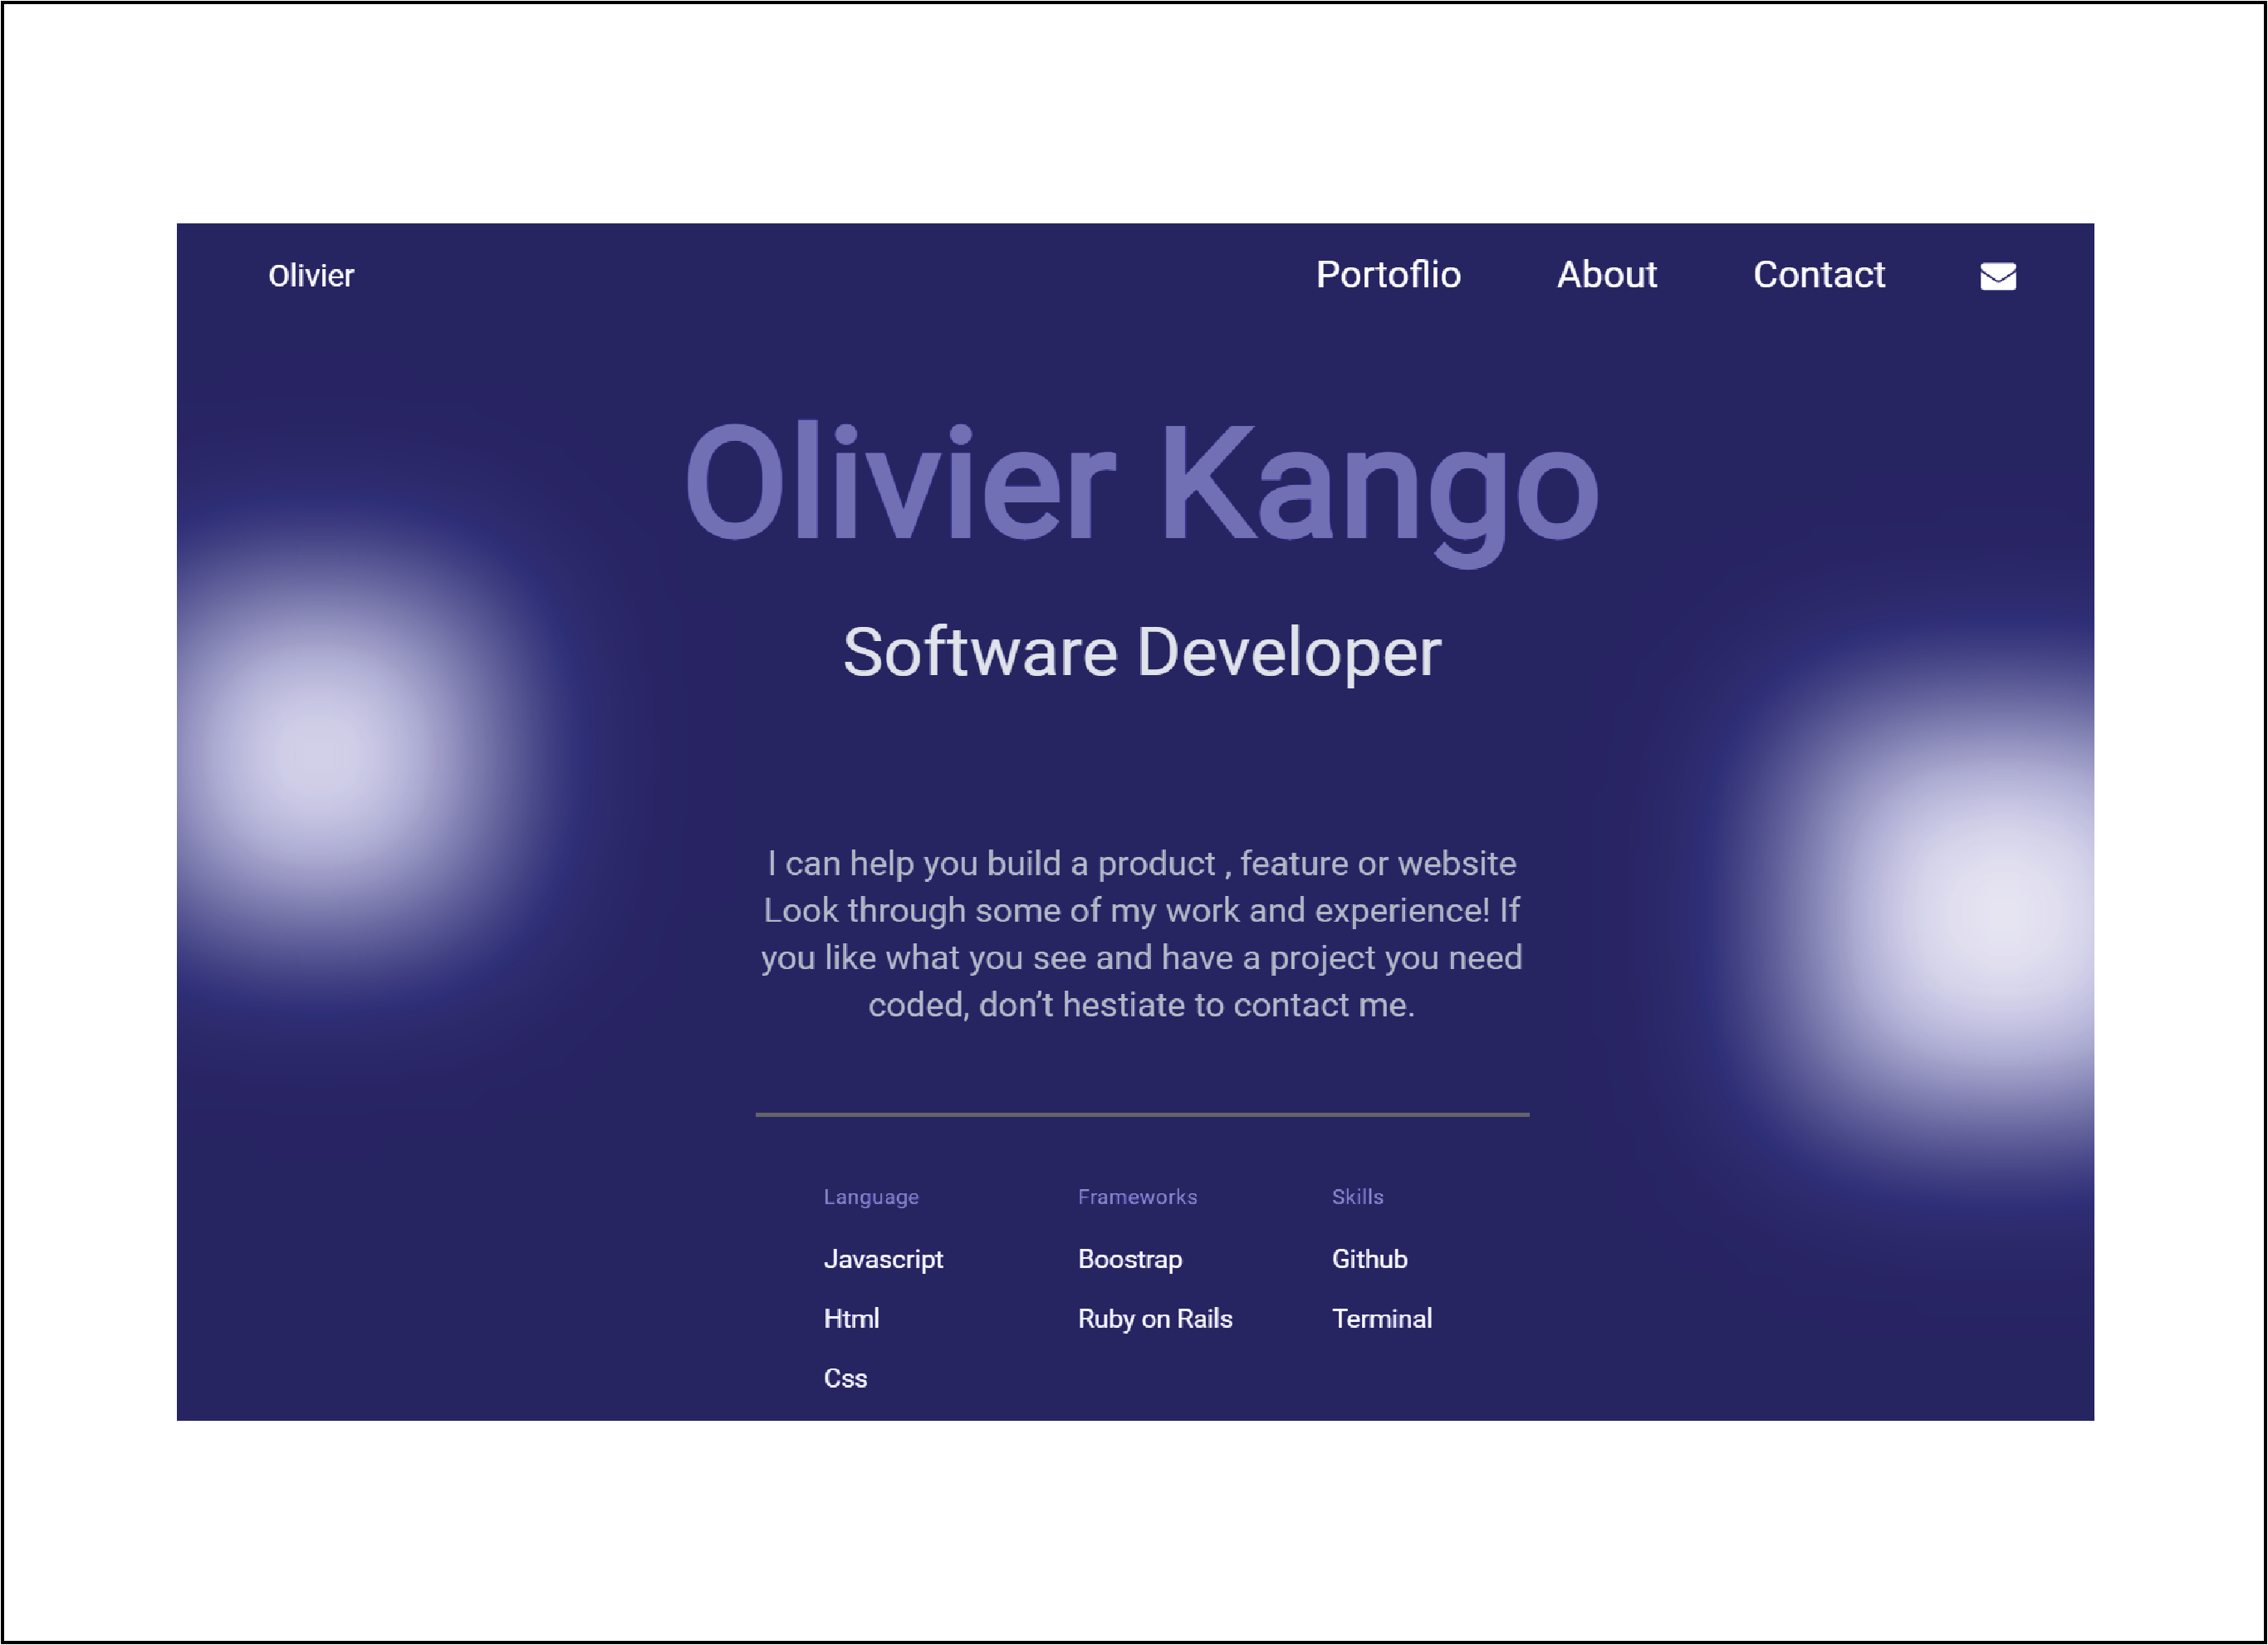 Olivier
Portoflio
About
Contact
Olivier Kango
Software Developer
I can help you build a product , feature or website
Look through some of my work and experience! If
you like what you see and have a project you need
coded, don’t hestiate to contact me.
Language
Javascript
Html
Css
Frameworks
Boostrap
Ruby on Rails
Skills
Github
Terminal